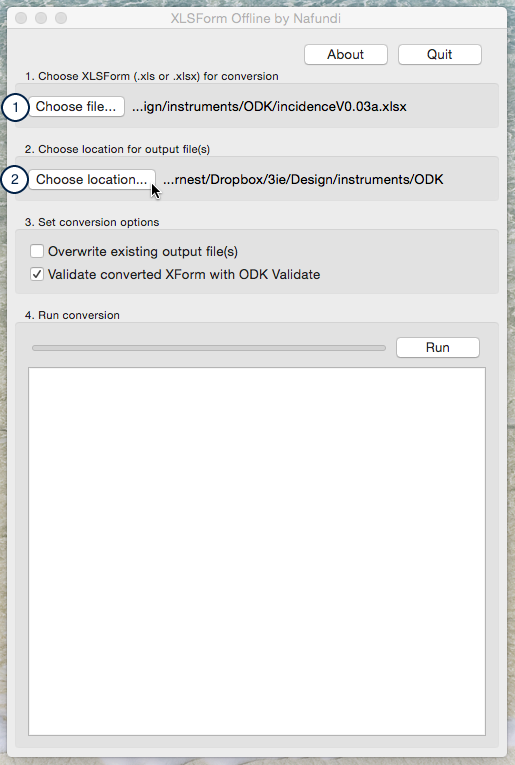 XLSForm Offline by Nafundi
About Quit
1. Choose XLSForm (.xls or .xlsx) for conversion
1 Choose file... ...ign/instruments/ODK/incidenceV0.03a.xlsx
2. Choose location for output file(s)
2 Choose location... ...rnest/Dropbox/3ie/Design/instruments/ODK
3. Set conversion options
Overwrite existing output file(s)
Validate converted XForm with ODK Validate
4. Run conversion
Run